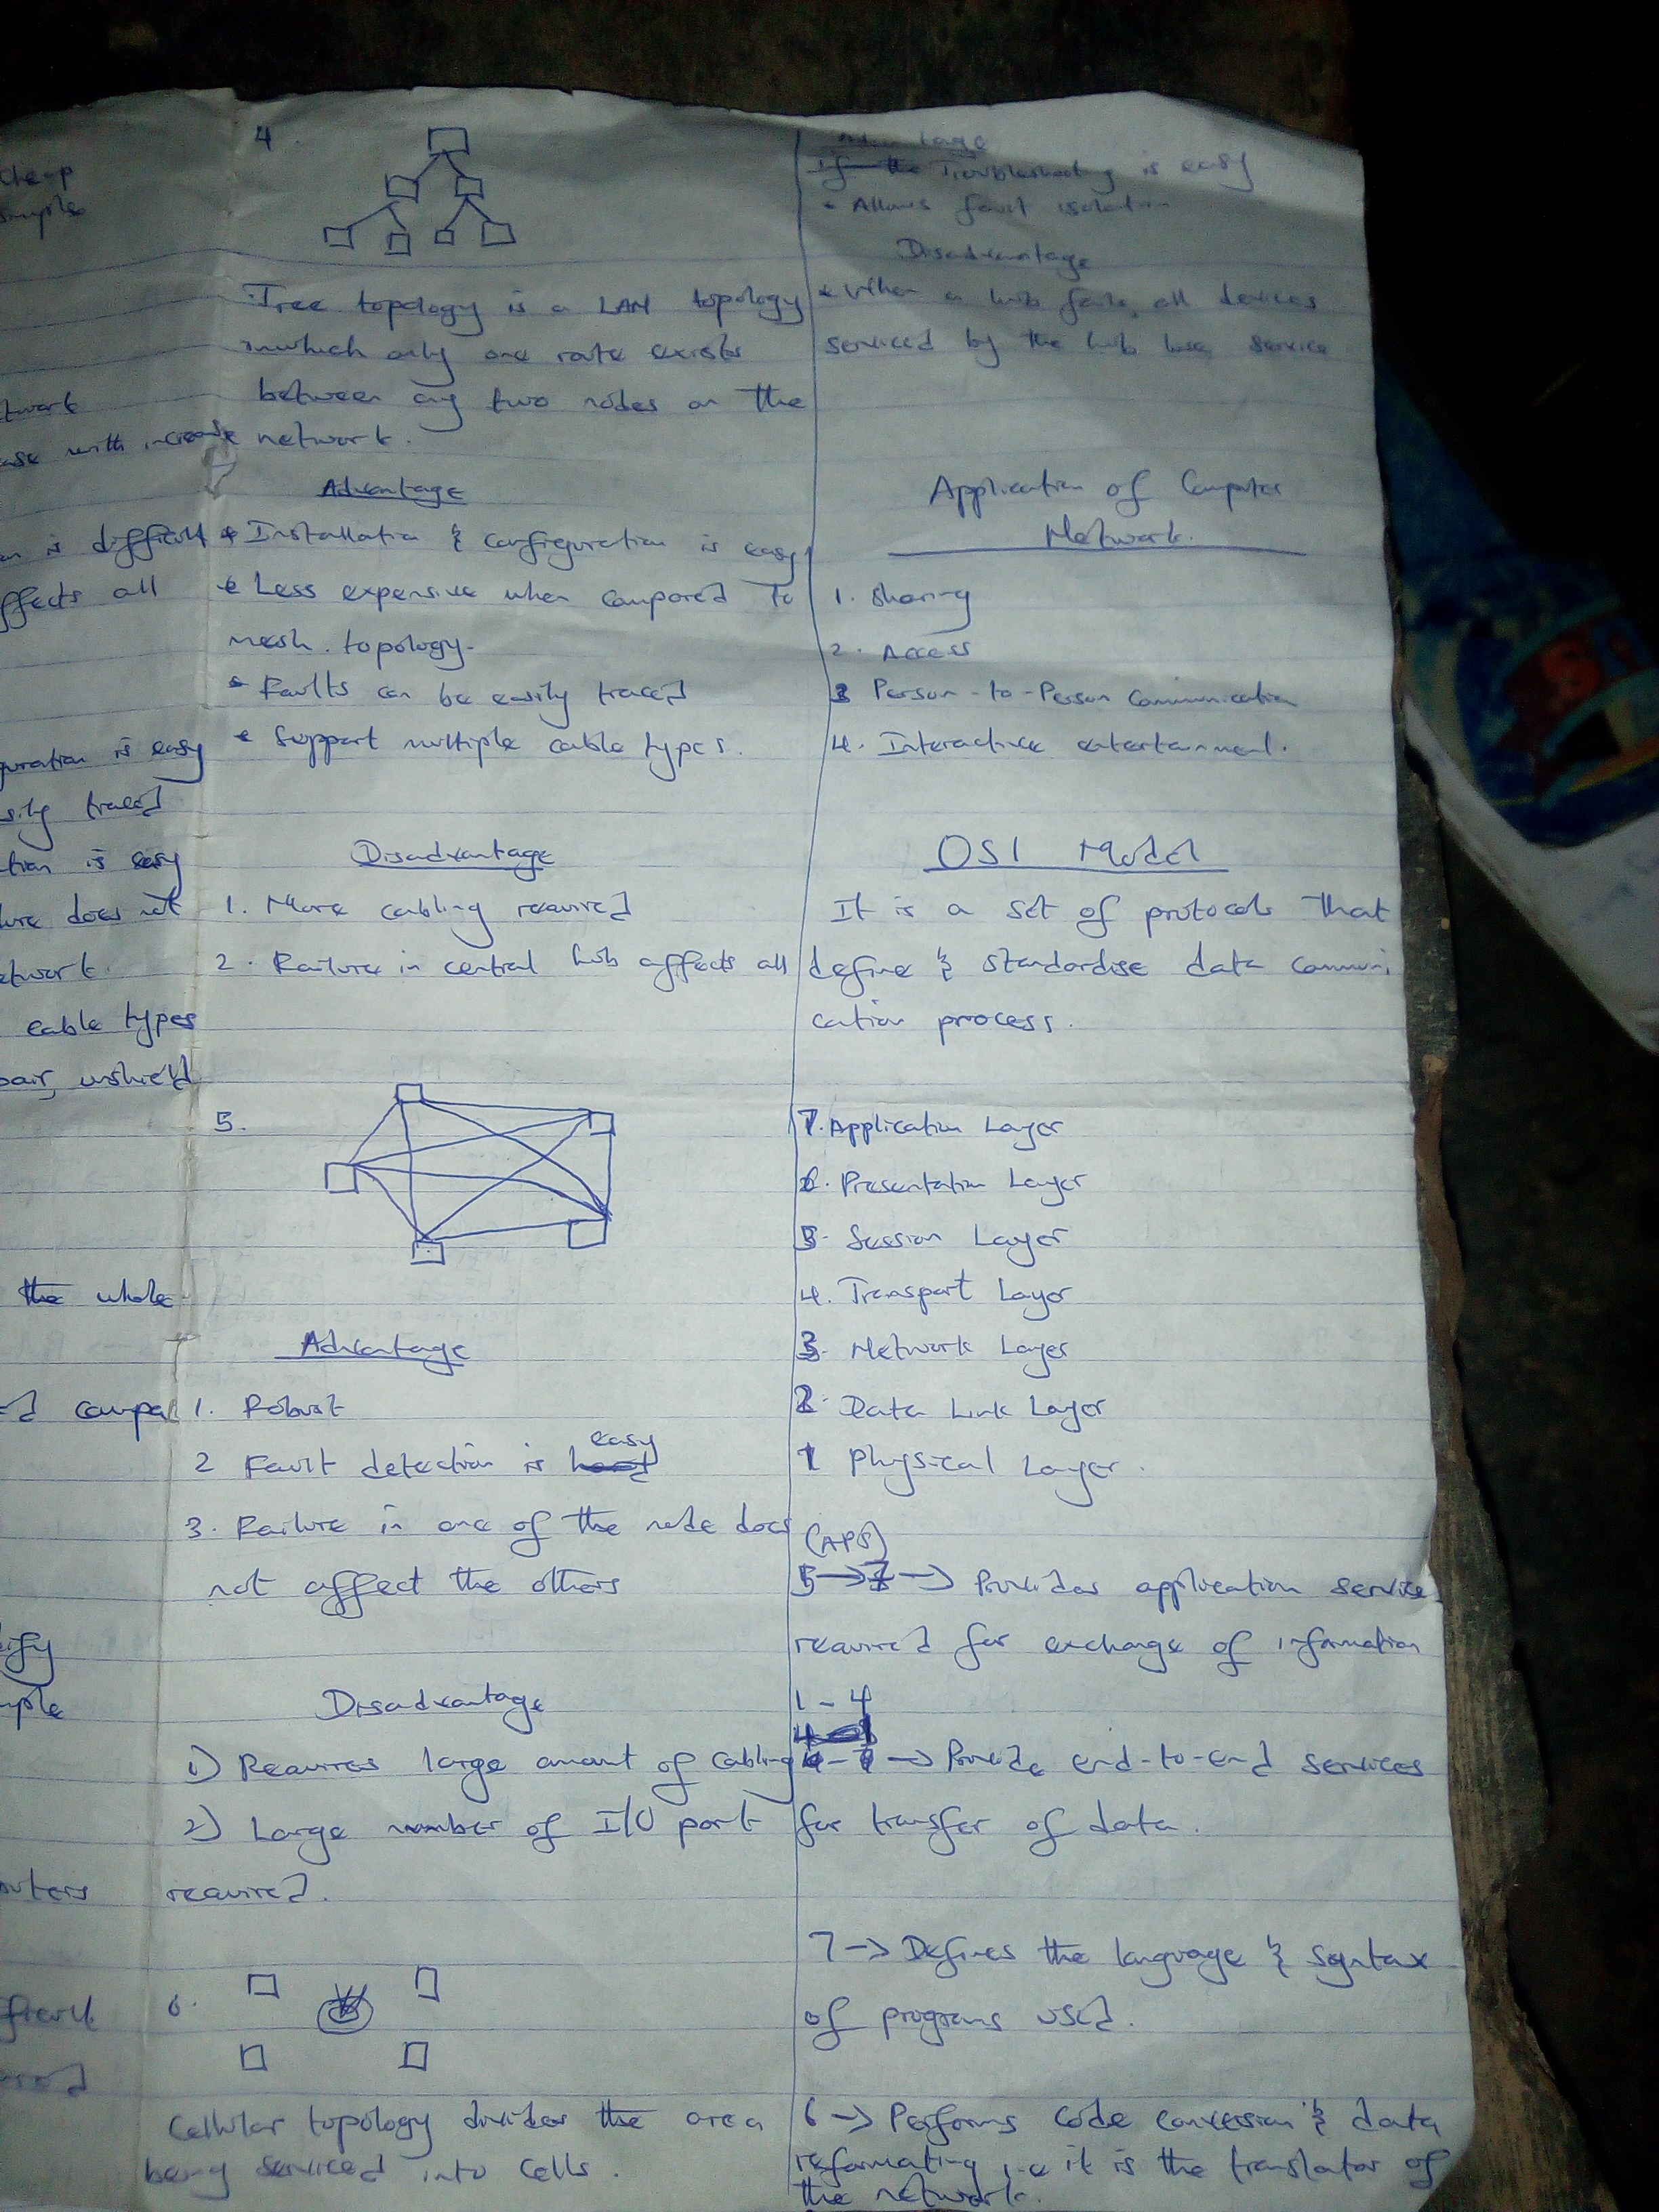 cheap
simple
network
ease with increase
n is difficult
ffects all
guration is easy
sily traced
tion is easy
lure does not
etwork.
cable types
pair, unshield
the whole
d compa
ify
mple
outers
4
Tree topology is a LAN topology
in which only one route exists
between any two nodes on the
network.
Advantage
* Installation & configuration is easy
* Less expensive when compared to
mesh topology.
* Faults can be easily traced
* Support multiple cable types.
Disadvantage
1. More cabling required
2. Failure in central hub affects all
5.
Advantage
1. Robust
2 Fault detection is easy
3. Failure in one of the node does
not affect the others
Disadvantage
1) Requires large amount of cabling
2) Large number of I/O port
required.
6.
Cellular topology divides the area
being serviced into cells.
Troubleshooting is easy
* Allows fault isolation
Disadvantage
* When a hub fails, all devices
serviced by the hub lose service
Application of Computer
Network.
1. Sharing
2. Access
3 Person-to-Person Communication
4. Interactive entertainment.
OSI Model
It is a set of protocols that
define & standardise data communi
cation process.
7. Application Layer
6. Presentation Layer
5. Session Layer
4. Transport Layer
3. Network Layer
2. Data Link Layer
1 Physical Layer.
(APS)
5→7→ Provides application service
required for exchange of information
1 - 4
→ Provide end-to-end services
for transfer of data.
7→ Defines the language & syntax
of programs used.
6→ Performs code conversion & data
reformating i.e it is the translator of
the network.